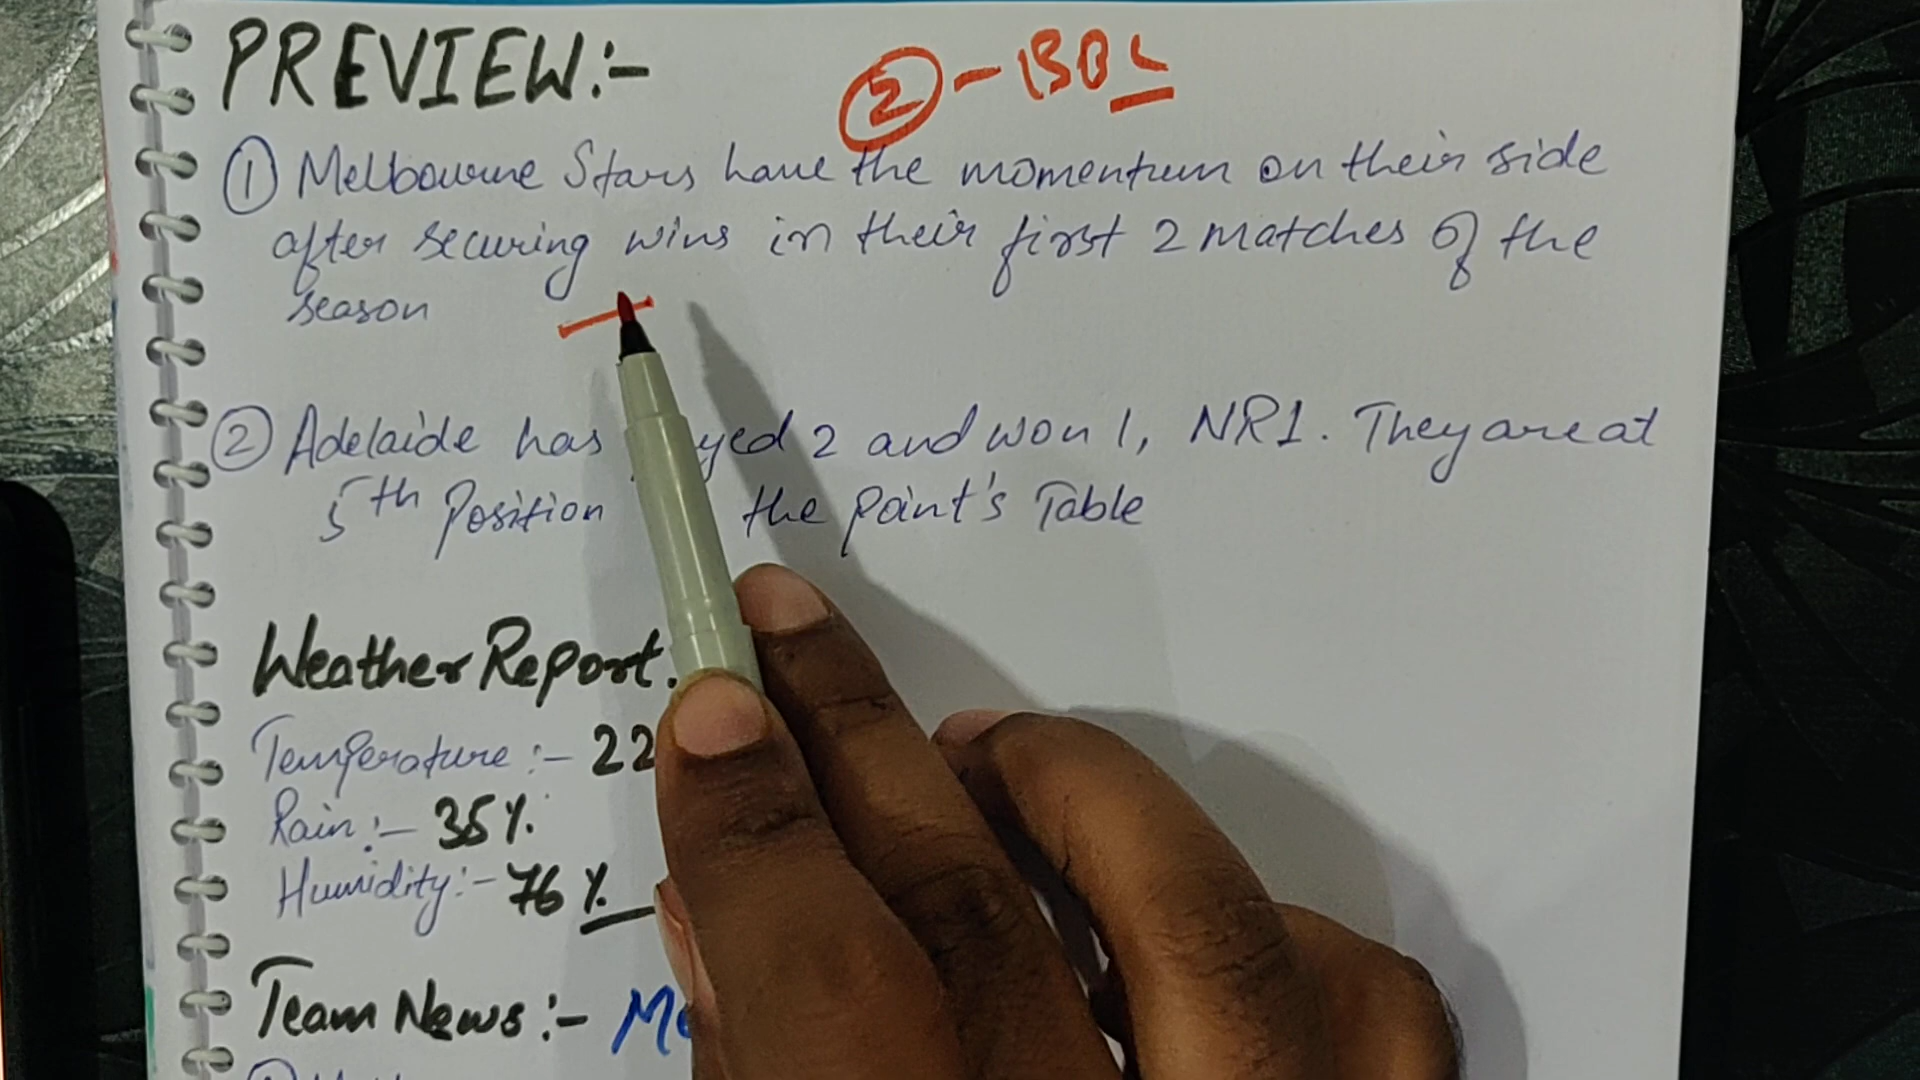 PREVIEW:-
② - BBL
① Melbourne Stars have the momentum on their side
after securing wins in their first 2 matches of the
season
② Adelaide has yed 2 and won 1, NR1. They are at
5th Position the point's Table
Weather Report.
Temperature :- 22
Rain :- 35%
Humidity :- 76%
Team News :- Me